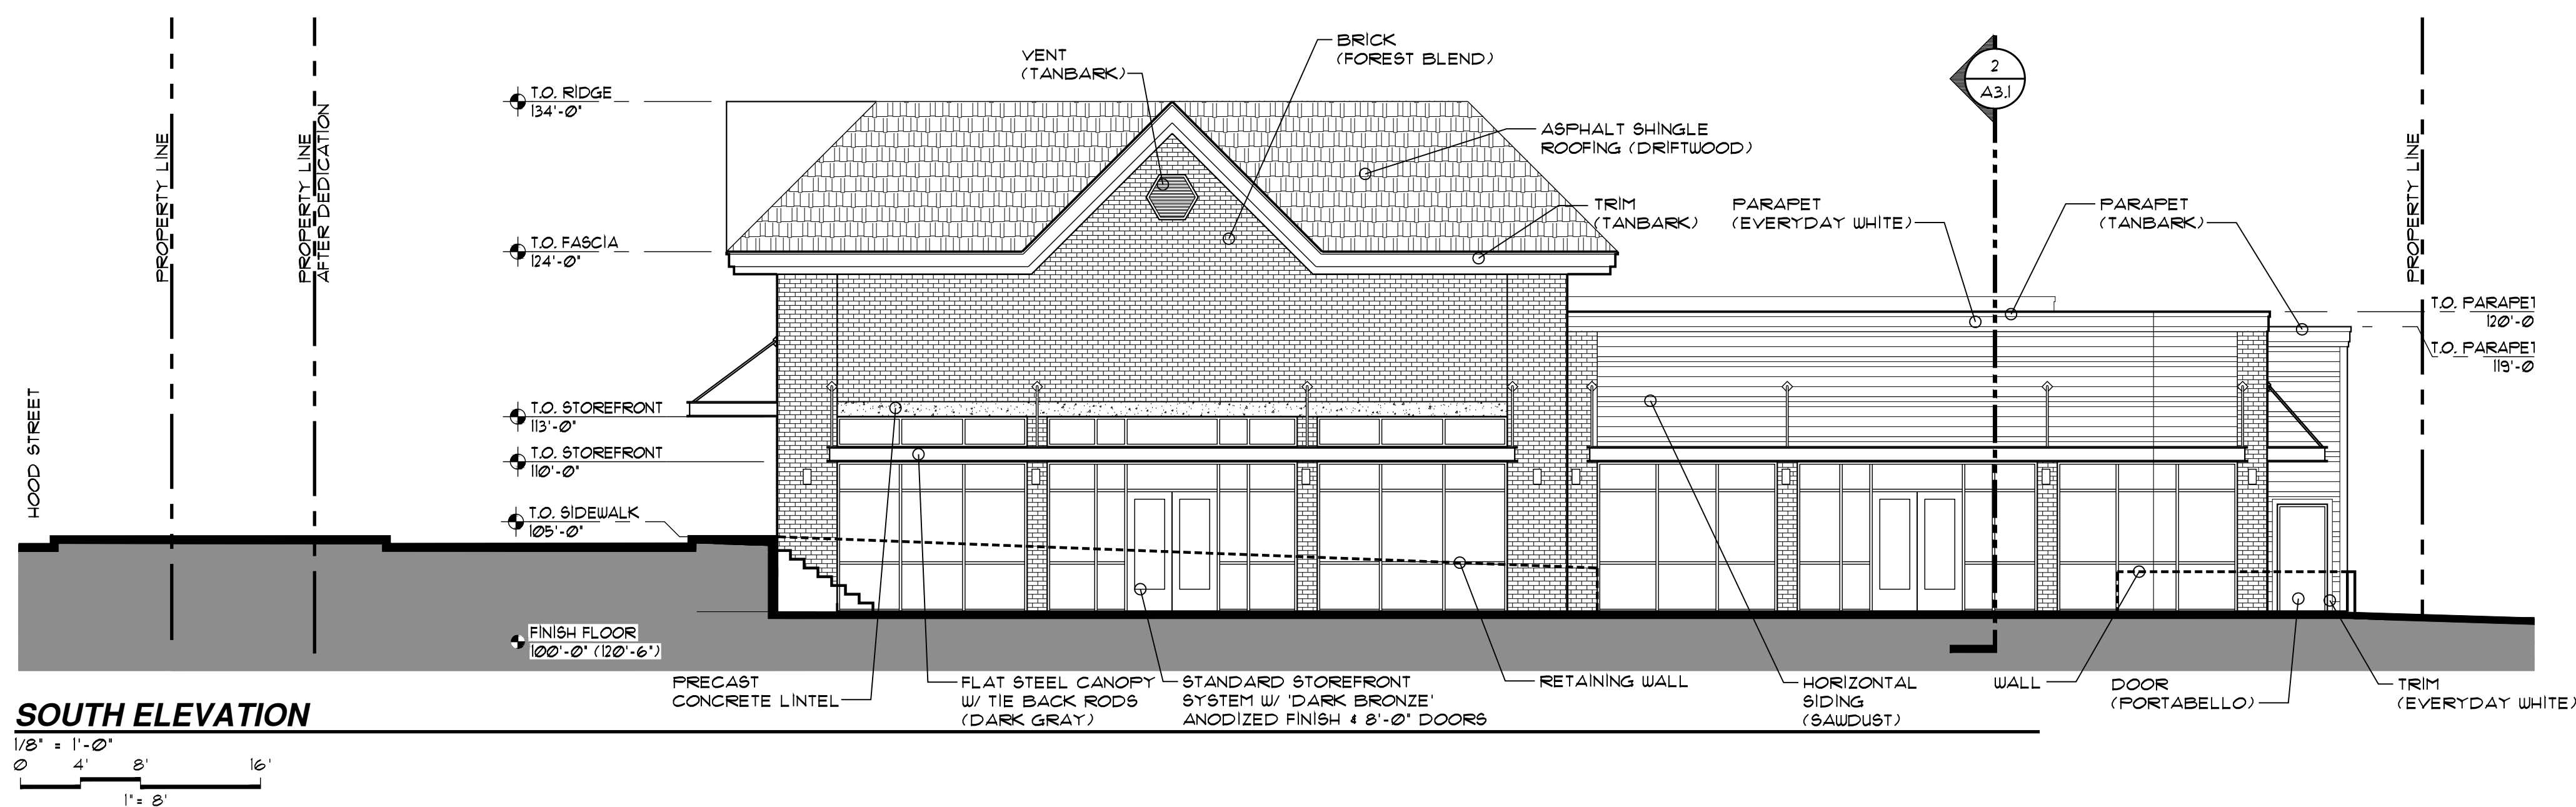 HOOD STREET
PROPERTY LINE
PROPERTY LINE
AFTER DEDICATION
T.O. RIDGE
134'-0"
T.O. FASCIA
124'-0"
T.O. STOREFRONT
113'-0"
T.O. STOREFRONT
110'-0"
T.O. SIDEWALK
105'-0"
FINISH FLOOR
100'-0" (120'-6")
VENT
(TANBARK)
BRICK
(FOREST BLEND)
ASPHALT SHINGLE
ROOFING (DRIFTWOOD)
TRIM
(TANBARK)
PARAPET
(EVERYDAY WHITE)
2
A3.1
PARAPET
(TANBARK)
PROPERTY LINE
T.O. PARAPET
120'-0
T.O. PARAPET
119'-0
PRECAST
CONCRETE LINTEL
FLAT STEEL CANOPY
W/ TIE BACK RODS
(DARK GRAY)
STANDARD STOREFRONT
SYSTEM W/ 'DARK BRONZE'
ANODIZED FINISH & 8'-0" DOORS
RETAINING WALL
HORIZONTAL
SIDING
(SAWDUST)
WALL
DOOR
(PORTABELLO)
TRIM
(EVERYDAY WHITE)
SOUTH ELEVATION
1/8" = 1'-0"
0 4' 8' 16'
1"= 8'